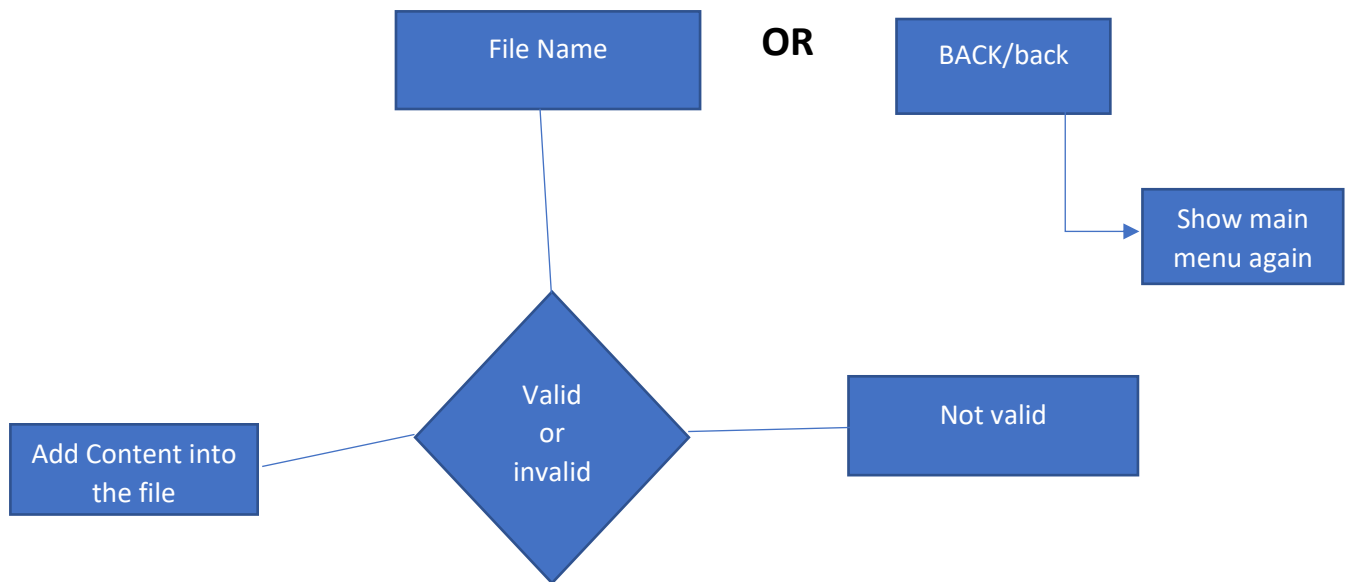 File Name
OR
BACK/back
Show main
menu again
Valid
or
invalid
Not valid
Add Content into
the file